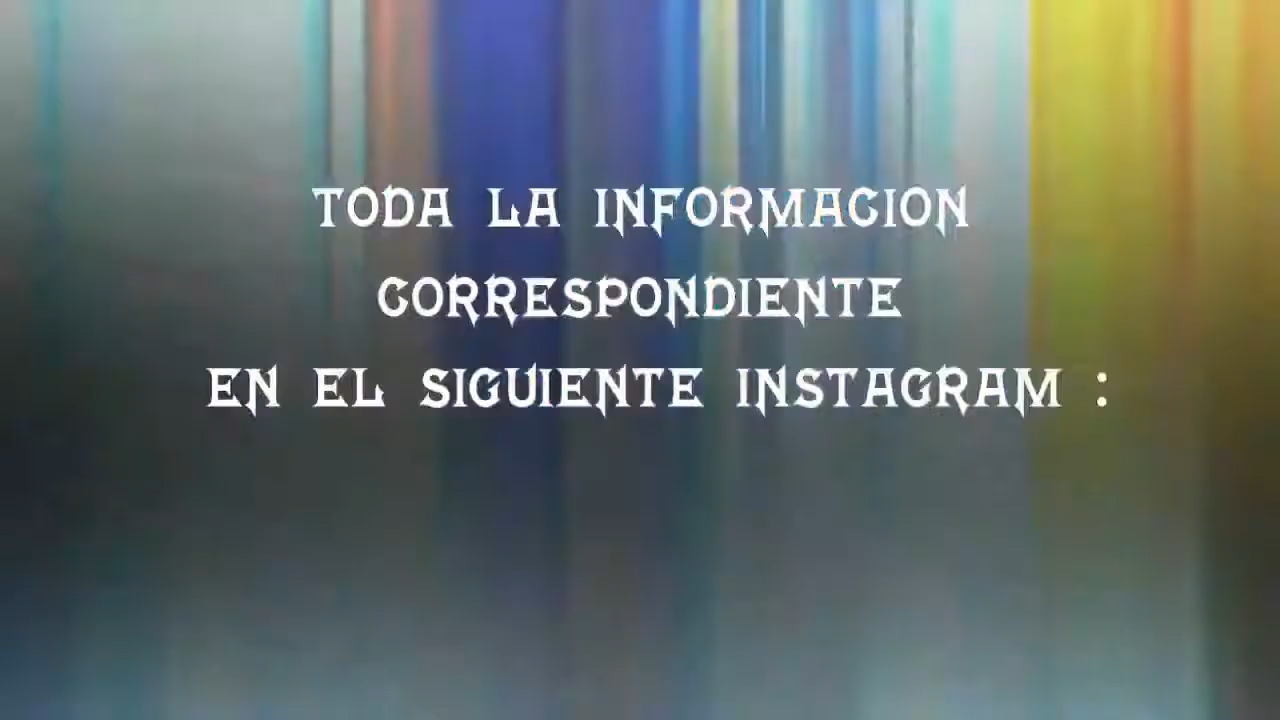 TODA LA INFORMACION
CORRESPONDIENTE
EN EL SIGUIENTE INSTAGRAM :